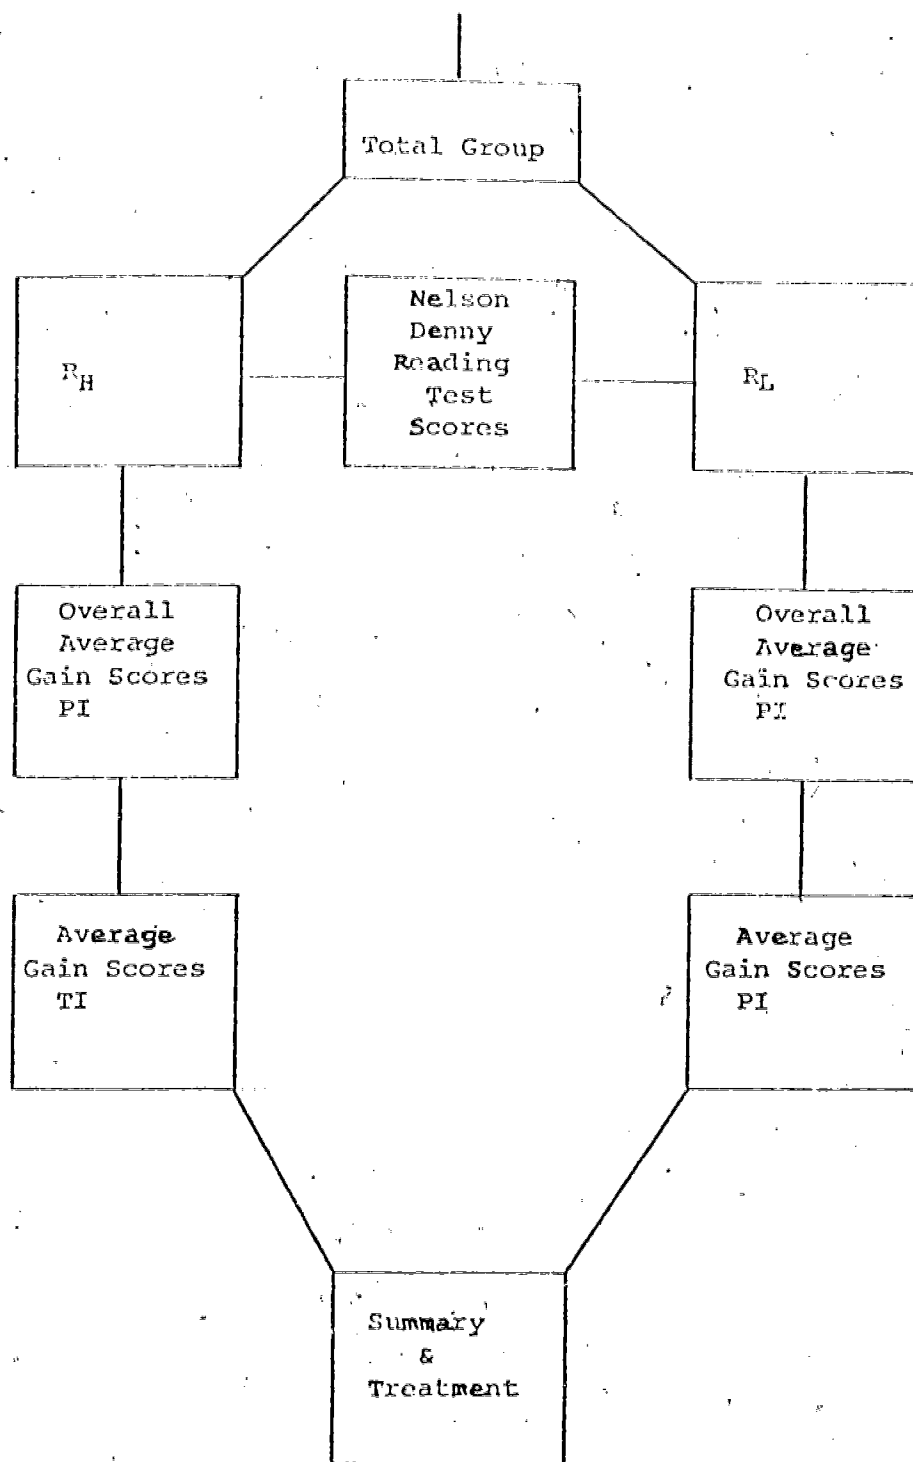 Total Group
Nelson
Denny
Reading
Test
Scores
R_H
R_L
Overall
Average
Gain Scores
PI
Overall
Average
Gain Scores
PI
Average
Gain Scores
TI
Average
Gain Scores
PI
Summary
&
Treatment